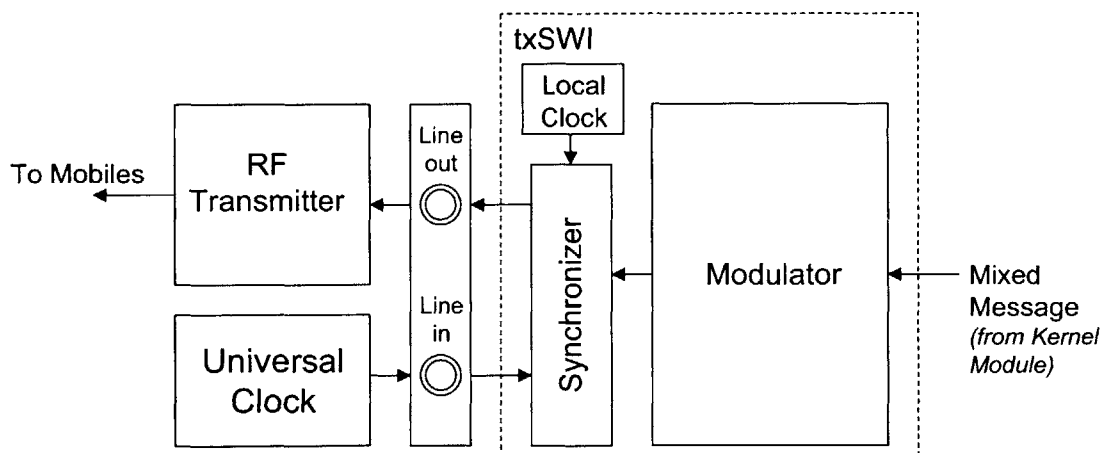 txSWI
Local
Clock
Line
out
RF
Transmitter
To Mobiles
Synchronizer
Modulator
Mixed
Message
(from Kernel
Module)
Line
in
Universal
Clock